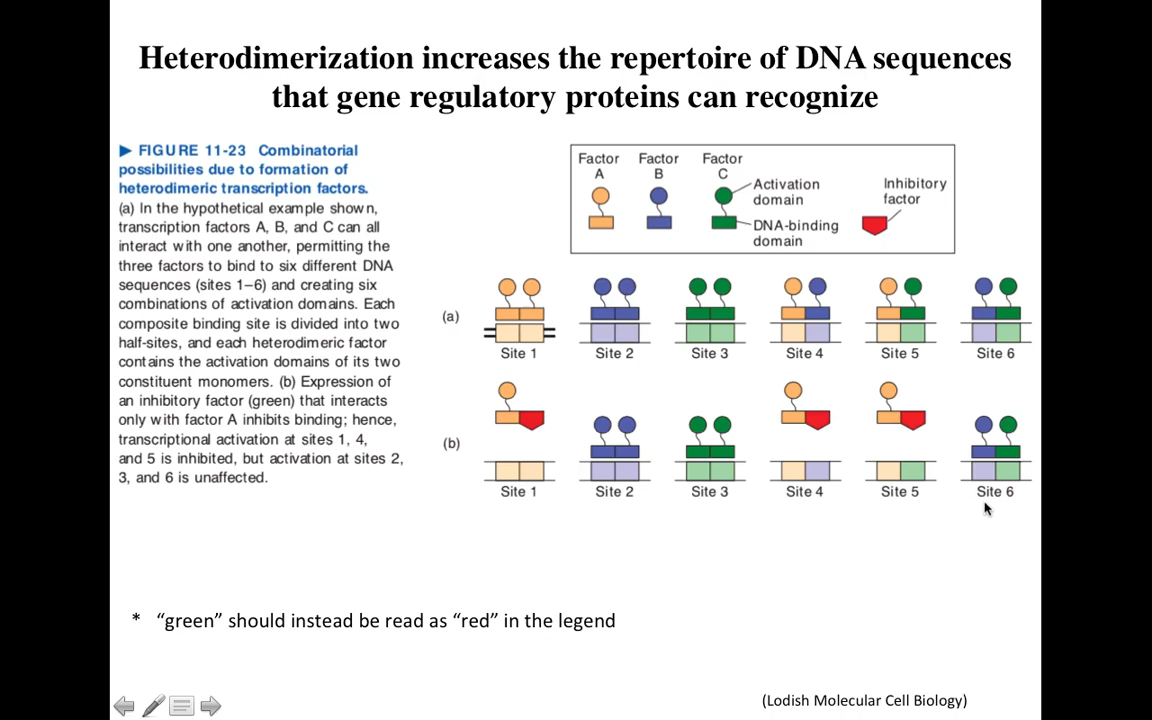 Heterodimerization increases the repertoire of DNA sequences
that gene regulatory proteins can recognize
▶ FIGURE 11-23 Combinatorial
possibilities due to formation of
heterodimeric transcription factors.
(a) In the hypothetical example shown,
transcription factors A, B, and C can all
interact with one another, permitting the
three factors to bind to six different DNA
sequences (sites 1–6) and creating six
combinations of activation domains. Each
composite binding site is divided into two
half-sites, and each heterodimeric factor
contains the activation domains of its two
constituent monomers. (b) Expression of
an inhibitory factor (green) that interacts
only with factor A inhibits binding; hence,
transcriptional activation at sites 1, 4,
and 5 is inhibited, but activation at sites 2,
3, and 6 is unaffected.
Factor A
Factor B
Factor C
Activation
domain
DNA-binding
domain
Inhibitory
factor
(a)
Site 1 Site 2 Site 3 Site 4 Site 5 Site 6
(b)
Site 1 Site 2 Site 3 Site 4 Site 5 Site 6
* “green” should instead be read as “red” in the legend
(Lodish Molecular Cell Biology)